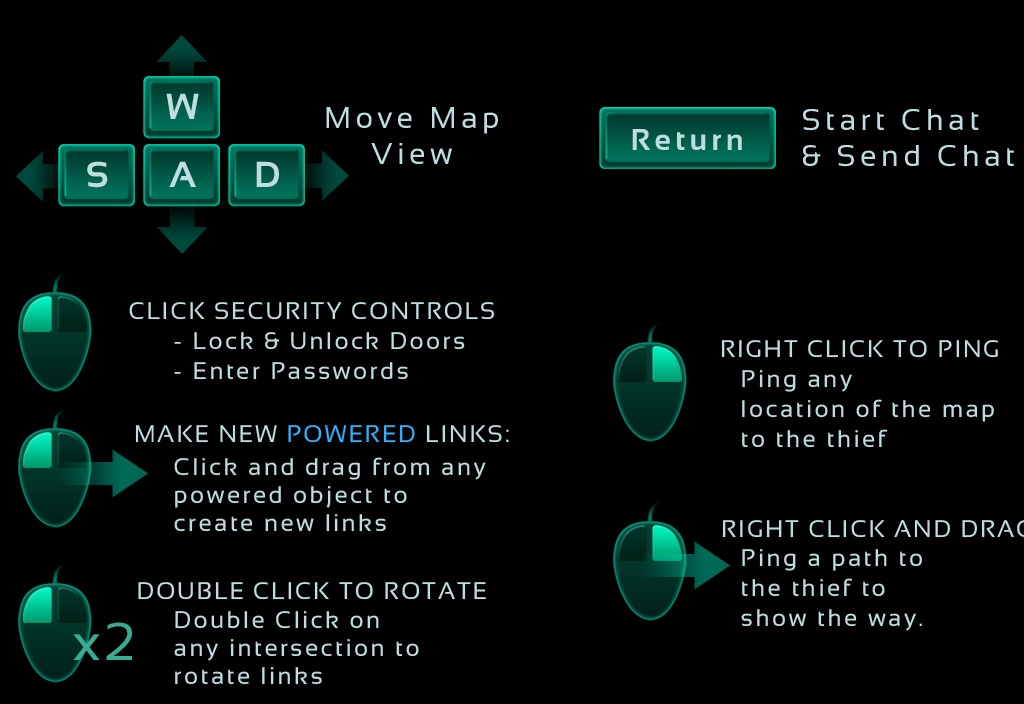 W
S A D
Move Map
View
Return
Start Chat
& Send Chat
CLICK SECURITY CONTROLS
- Lock & Unlock Doors
- Enter Passwords
MAKE NEW POWERED LINKS:
Click and drag from any
powered object to
create new links
x2
DOUBLE CLICK TO ROTATE
Double Click on
any intersection to
rotate links
RIGHT CLICK TO PING
Ping any
location of the map
to the thief
RIGHT CLICK AND DRAG
Ping a path to
the thief to
show the way.